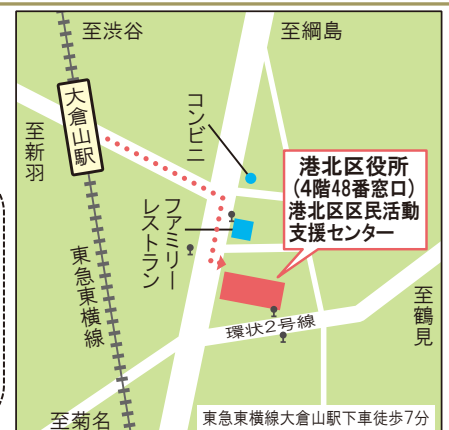 至渋谷
至綱島
大倉山駅
至新羽
コンビニ
港北区役所
(4階48番窓口)
港北区区民活動
支援センター
ファミリー
レストラン
東急東横線
至鶴見
環状2号線
至菊名
東急東横線大倉山駅下車徒歩7分